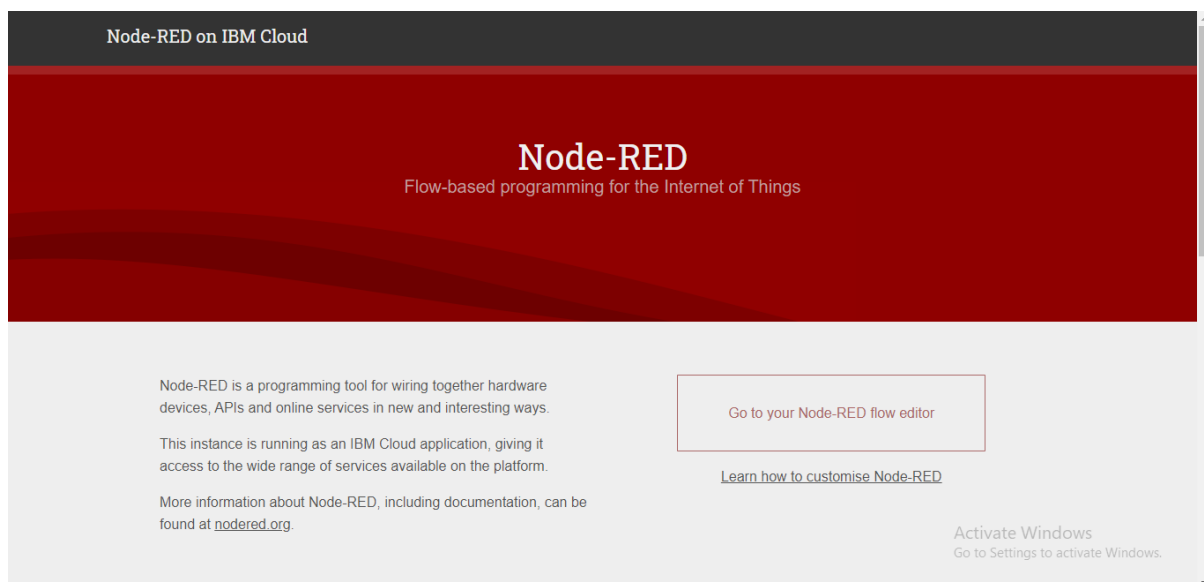 Node-RED on IBM Cloud
Node-RED
Flow-based programming for the Internet of Things
Node-RED is a programming tool for wiring together hardware
devices, APIs and online services in new and interesting ways.
This instance is running as an IBM Cloud application, giving it
access to the wide range of services available on the platform.
More information about Node-RED, including documentation, can be
found at nodered.org.
Go to your Node-RED flow editor
Learn how to customise Node-RED
Activate Windows
Go to Settings to activate Windows.